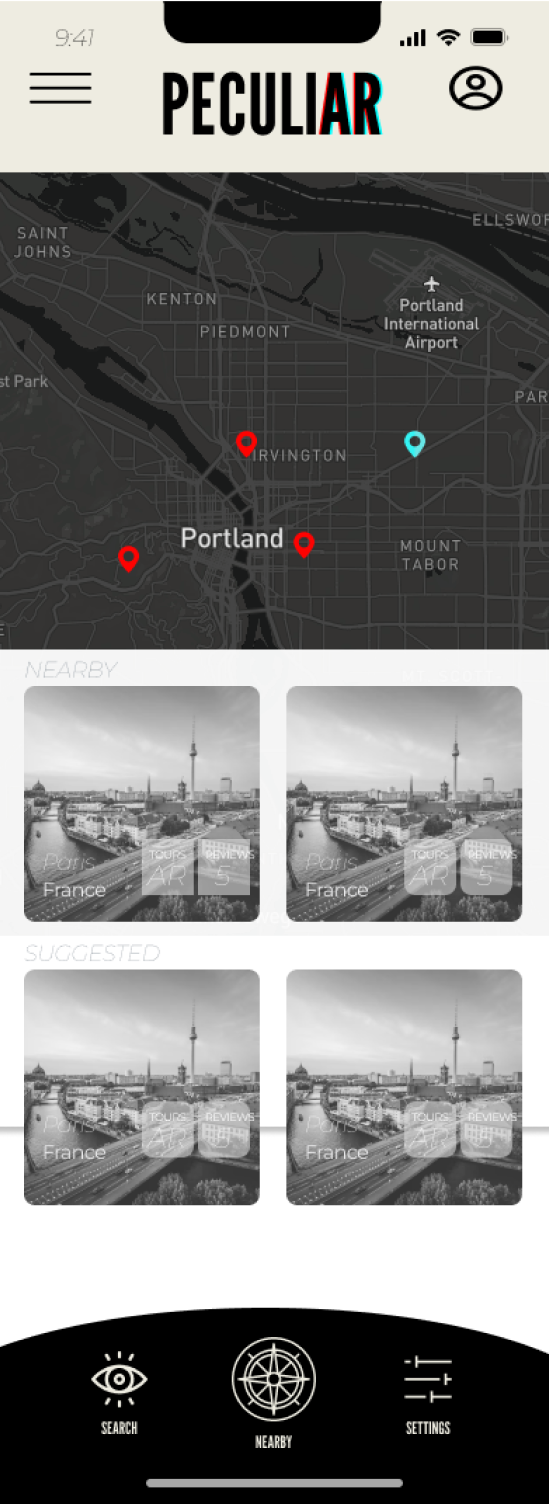 9:41
PECULIAR
ELLSWOR
SAINT
JOHNS
KENTON
Portland
International
Airport
PIEDMONT
st Park
PAR
IRVINGTON
Portland
MOUNT
TABOR
E
NEARBY
Paris
France
TOURS
AR
REVIEWS
5
Paris
France
TOURS
AR
REVIEWS
5
SUGGESTED
Paris
France
TOURS
AR
REVIEWS
5
Paris
France
TOURS
AR
REVIEWS
SEARCH
NEARBY
SETTINGS